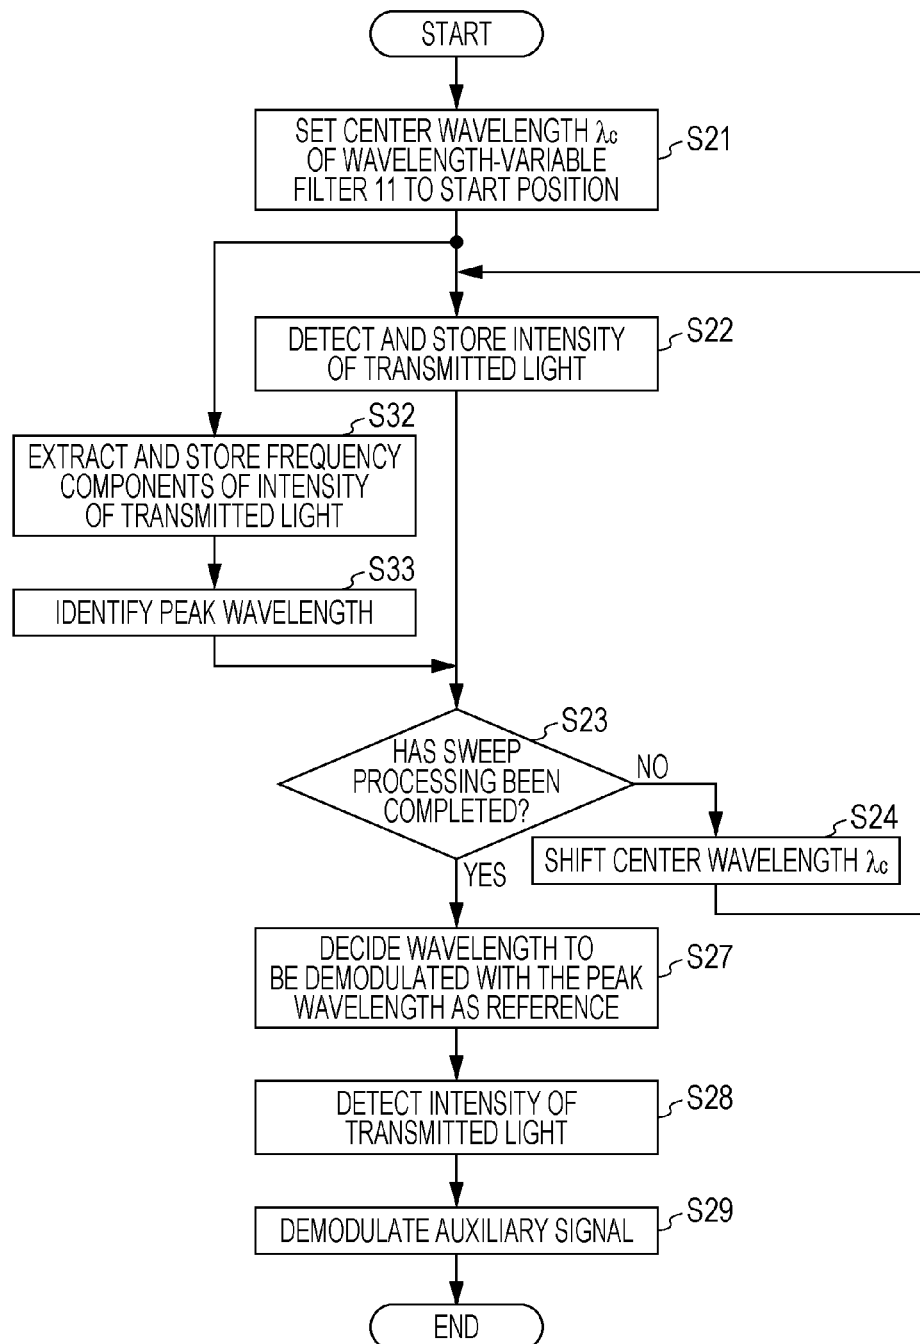 START
SET CENTER WAVELENGTH λc
OF WAVELENGTH-VARIABLE
FILTER 11 TO START POSITION
S21
DETECT AND STORE INTENSITY
OF TRANSMITTED LIGHT
S22
S32
EXTRACT AND STORE FREQUENCY
COMPONENTS OF INTENSITY
OF TRANSMITTED LIGHT
S33
IDENTIFY PEAK WAVELENGTH
S23
HAS SWEEP
PROCESSING BEEN
COMPLETED?
NO
S24
SHIFT CENTER WAVELENGTH λc
YES
DECIDE WAVELENGTH TO
BE DEMODULATED WITH THE PEAK
WAVELENGTH AS REFERENCE
S27
DETECT INTENSITY OF
TRANSMITTED LIGHT
S28
DEMODULATE AUXILIARY SIGNAL
S29
END